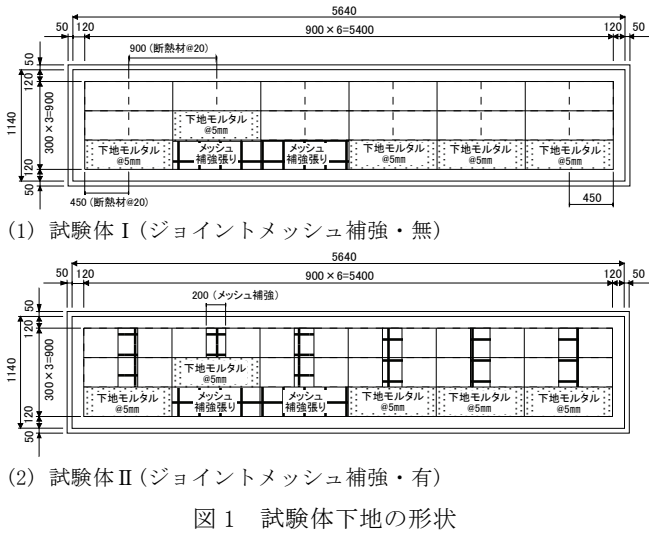 5640
50 120 900×6=5400 120 50
900 (断熱材@20)
50
120
1140
300×3=900
120
50
下地モルタル
@5mm
下地モルタル
@5mm
メッシュ
補強張り
メッシュ
補強張り
下地モルタル
@5mm
下地モルタル
@5mm
下地モルタル
@5mm
450 (断熱材@20)
450
(1) 試験体Ⅰ(ジョイントメッシュ補強・無)
5640
50 120 900×6=5400 120 50
200 (メッシュ補強)
50
120
1140
300×3=900
120
50
下地モルタル
@5mm
下地モルタル
@5mm
メッシュ
補強張り
メッシュ
補強張り
下地モルタル
@5mm
下地モルタル
@5mm
下地モルタル
@5mm
(2) 試験体Ⅱ(ジョイントメッシュ補強・有)
図1 試験体下地の形状